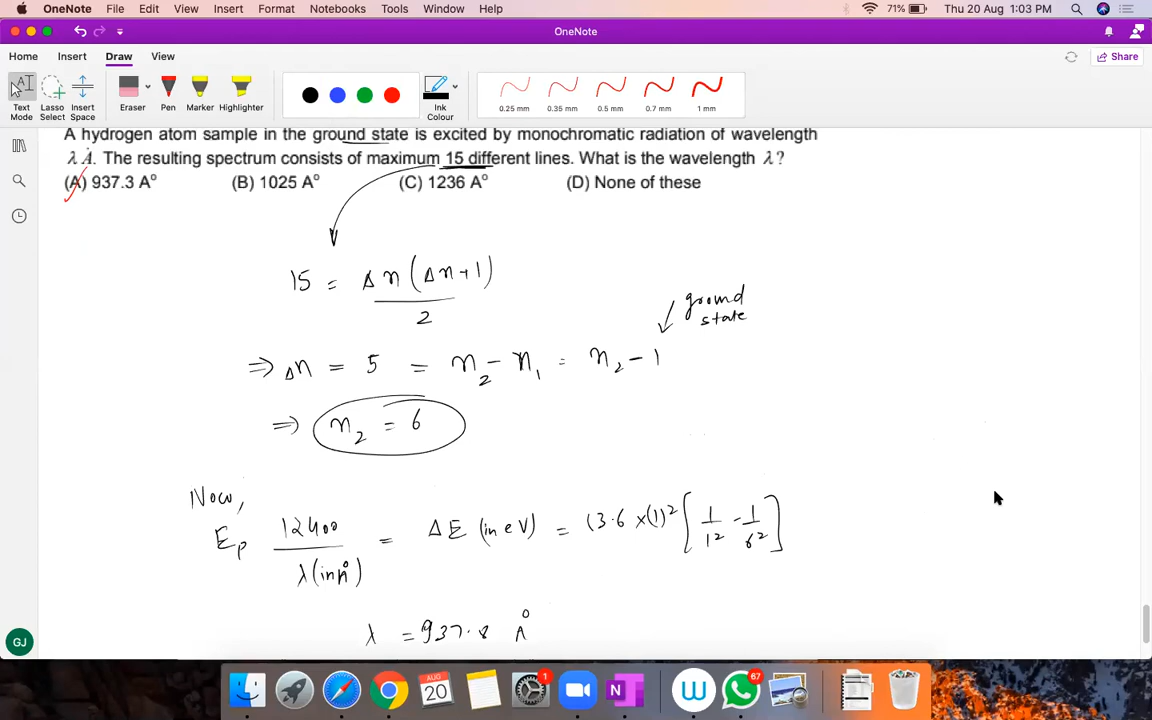 OneNote File Edit View Insert Format Notebooks Tools Window Help 71% Thu 20 Aug 1:03 PM
OneNote
Home Insert Draw View Share
Text Mode Lasso Select Insert Space Eraser Pen Marker Highlighter Ink Colour 0.25 mm 0.35 mm 0.5 mm 0.7 mm 1 mm
A hydrogen atom sample in the ground state is excited by monochromatic radiation of wavelength
λ Å. The resulting spectrum consists of maximum 15 different lines. What is the wavelength λ?
(A) 937.3 A° (B) 1025 A° (C) 1236 A° (D) None of these
15 = Δn(Δn+1)
2
ground
state
⇒ Δn = 5 = n₂ - n₁ = n₂ - 1
⇒ n₂ = 6
Now,
Ep 12400 / λ(in Å) = ΔE (in eV) = 13.6 ×(1)² [1/1² - 1/6²]
λ = 937.8 Å
GJ
AUG 20 1 67